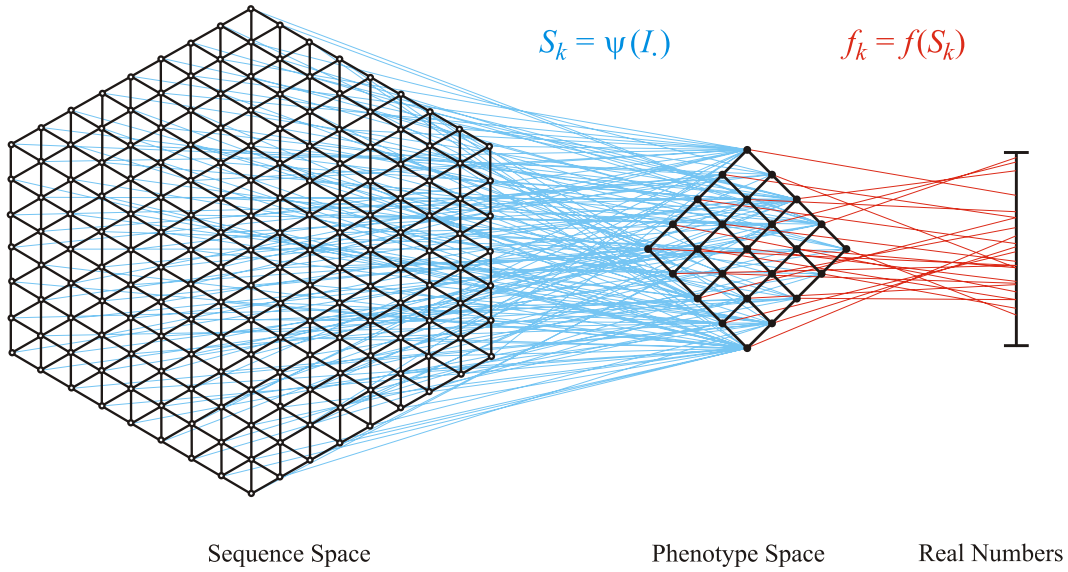 S_k = ψ(I.)
f_k = f(S_k)
Sequence Space
Phenotype Space
Real Numbers